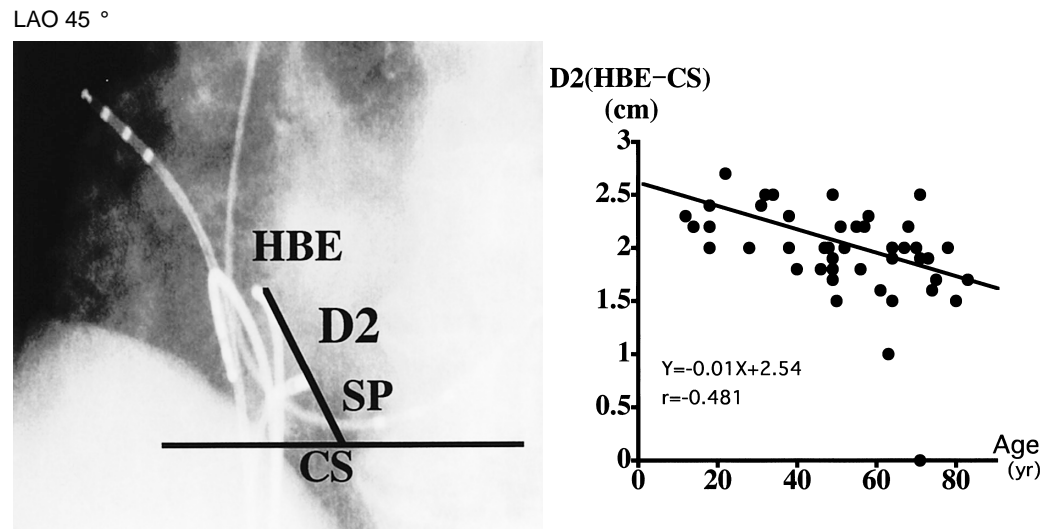 LAO 45 °
HBE
D2
SP
CS
D2(HBE−CS)
(cm)
3
2.5
2
1.5
1
0.5
0
Y=-0.01X+2.54
r=-0.481
0 20 40 60 80
Age
(yr)